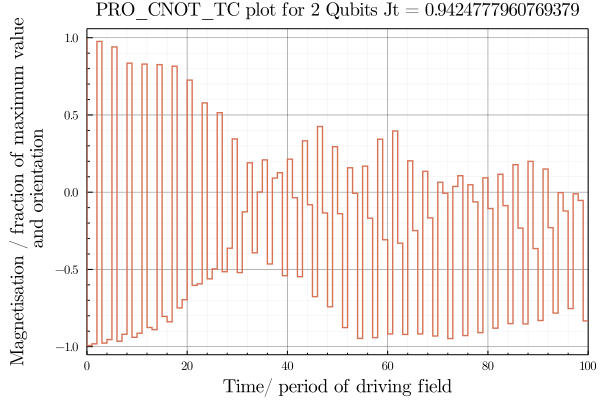 PRO_CNOT_TC plot for 2 Qubits Jt = 0.9424777960769379
Magnetisation / fraction of maximum value
and orientation
1.0
0.5
0.0
−0.5
−1.0
0 20 40 60 80 100
Time/ period of driving field